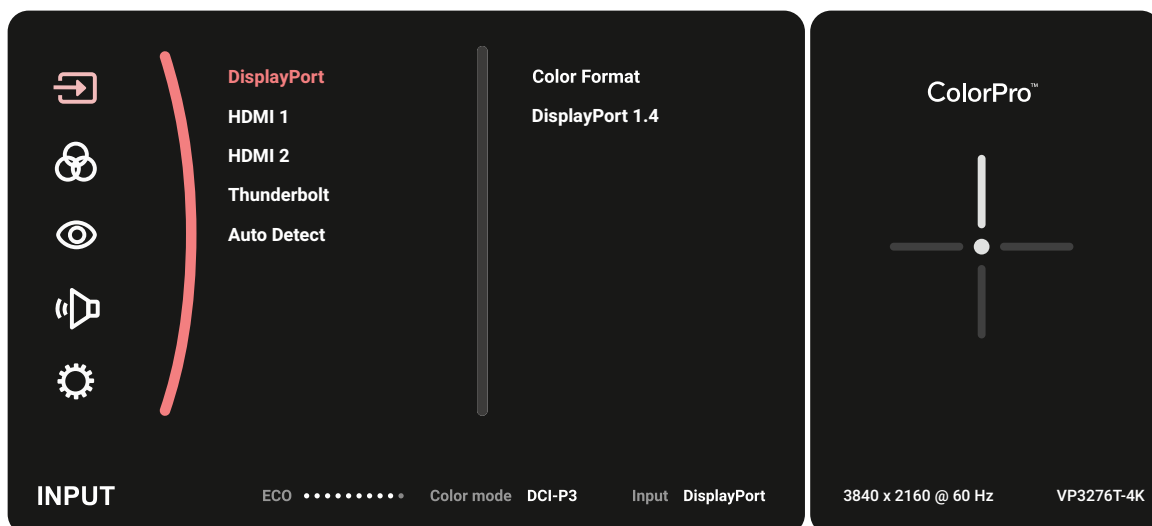 DisplayPort
HDMI 1
HDMI 2
Thunderbolt
Auto Detect
Color Format
DisplayPort 1.4
INPUT
ECO Color mode DCI-P3 Input DisplayPort
ColorPro™
3840 x 2160 @ 60 Hz VP3276T-4K